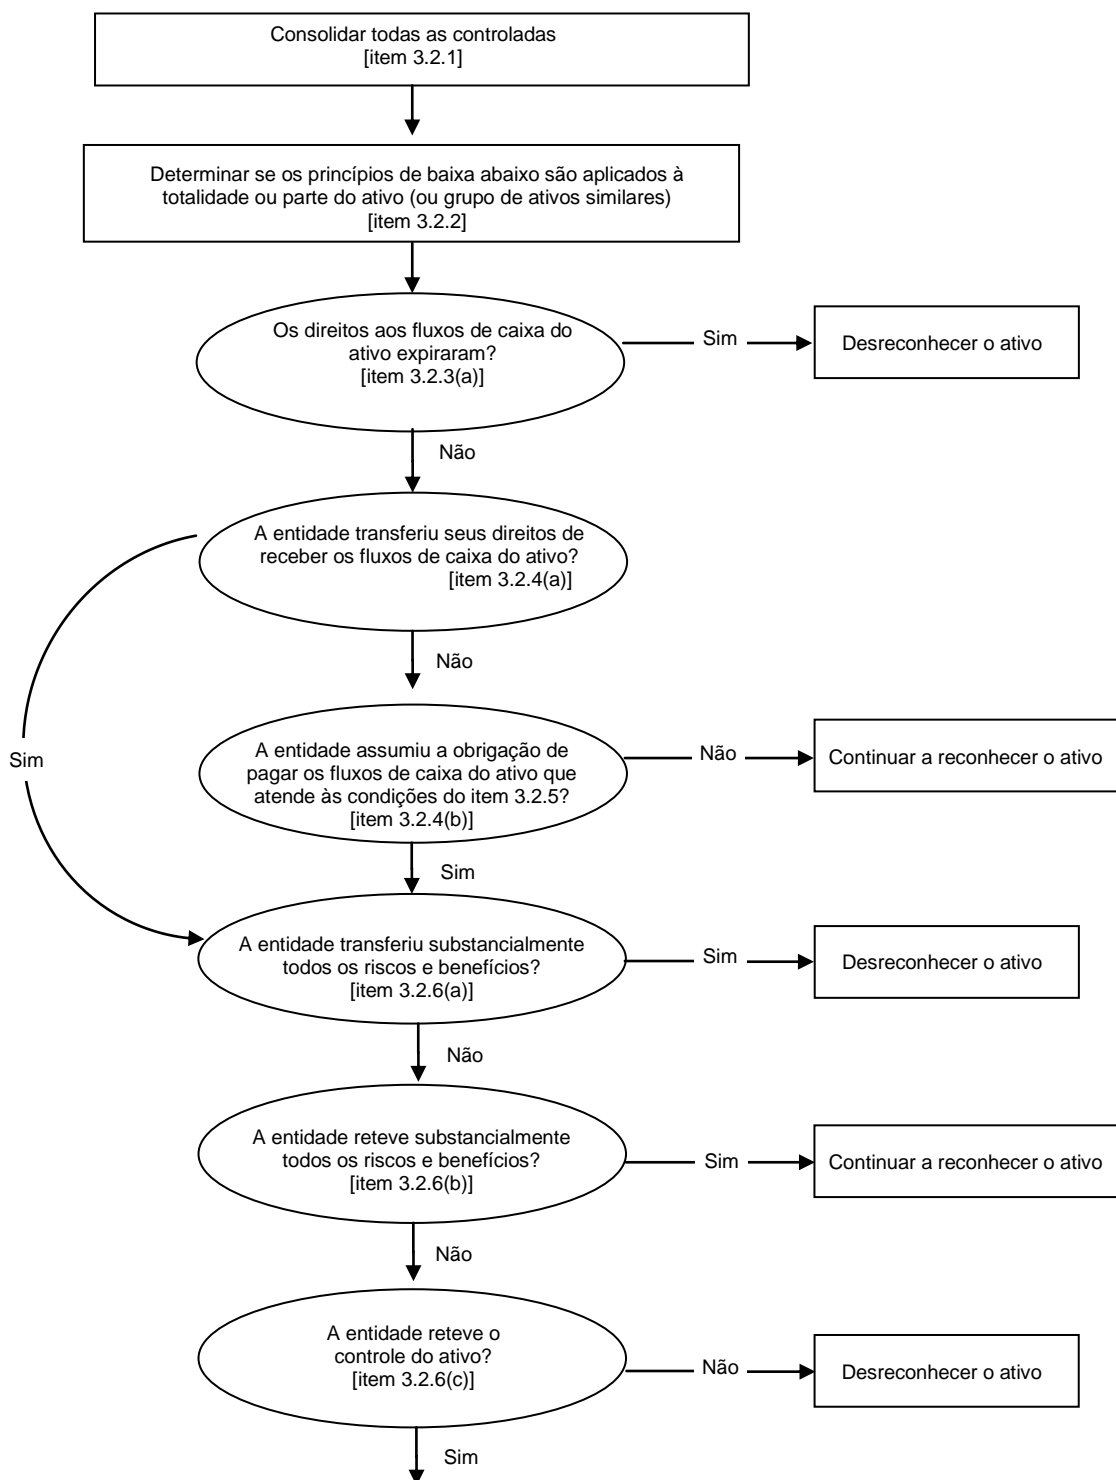 Consolidar todas as controladas
[item 3.2.1]
Determinar se os princípios de baixa abaixo são aplicados à
totalidade ou parte do ativo (ou grupo de ativos similares)
[item 3.2.2]
Os direitos aos fluxos de caixa do
ativo expiraram?
[item 3.2.3(a)]
Sim
Desreconhecer o ativo
Não
A entidade transferiu seus direitos de
receber os fluxos de caixa do ativo?
[item 3.2.4(a)]
Não
Sim
A entidade assumiu a obrigação de
pagar os fluxos de caixa do ativo que
atende às condições do item 3.2.5?
[item 3.2.4(b)]
Não
Continuar a reconhecer o ativo
Sim
A entidade transferiu substancialmente
todos os riscos e benefícios?
[item 3.2.6(a)]
Sim
Desreconhecer o ativo
Não
A entidade reteve substancialmente
todos os riscos e benefícios?
[item 3.2.6(b)]
Sim
Continuar a reconhecer o ativo
Não
A entidade reteve o
controle do ativo?
[item 3.2.6(c)]
Não
Desreconhecer o ativo
Sim